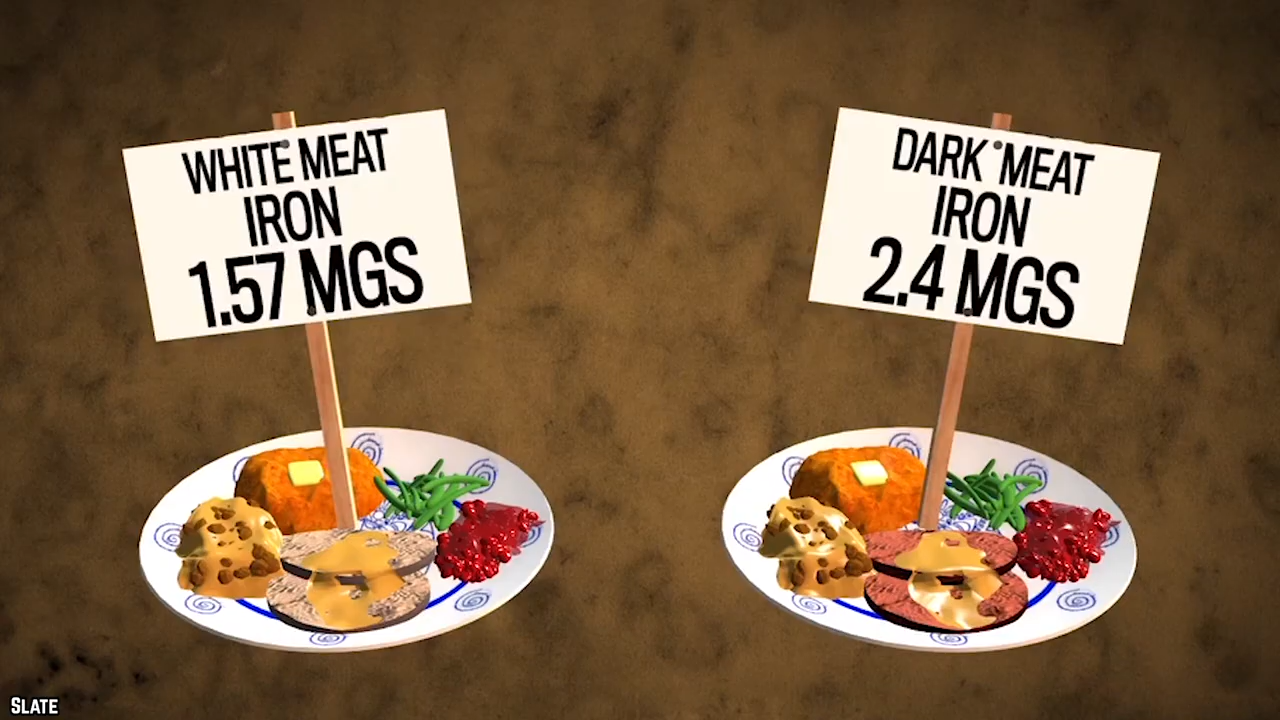 WHITE MEAT
IRON
1.57 MGS
DARK MEAT
IRON
2.4 MGS
SLATE